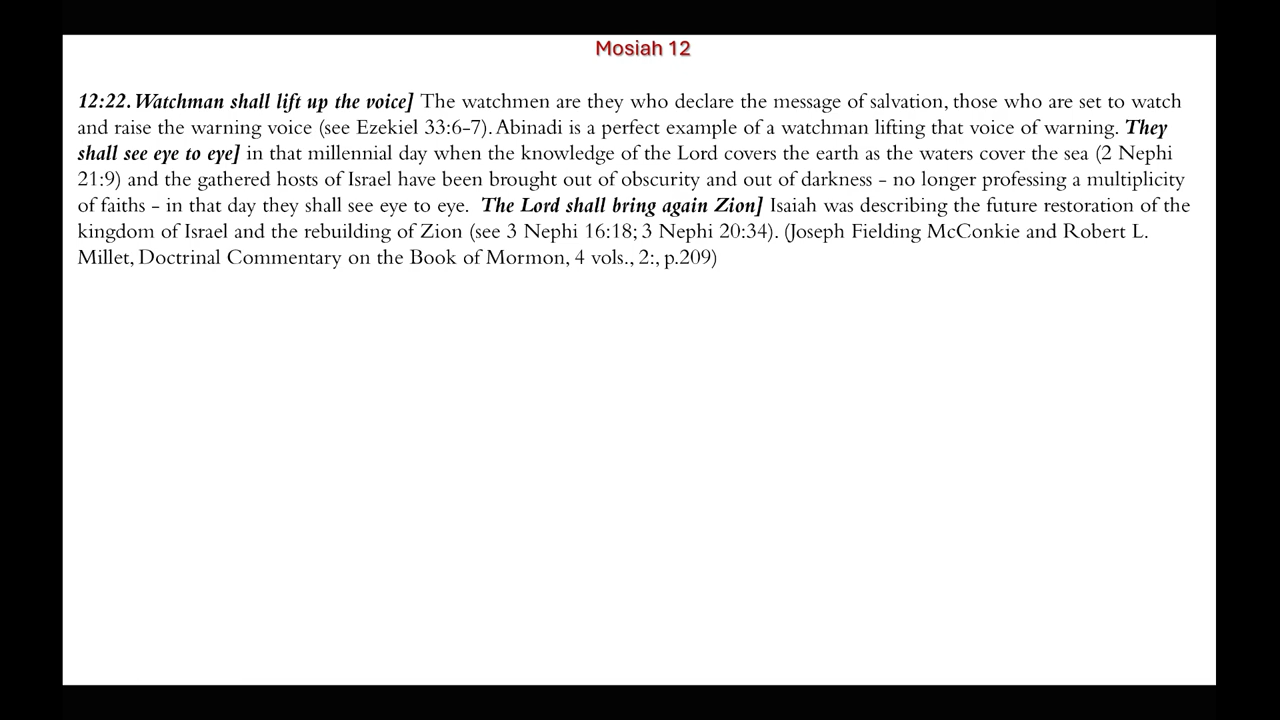 Mosiah 12
12:22. Watchman shall lift up the voice] The watchmen are they who declare the message of salvation, those who are set to watch
and raise the warning voice (see Ezekiel 33:6-7). Abinadi is a perfect example of a watchman lifting that voice of warning. They
shall see eye to eye] in that millennial day when the knowledge of the Lord covers the earth as the waters cover the sea (2 Nephi
21:9) and the gathered hosts of Israel have been brought out of obscurity and out of darkness - no longer professing a multiplicity
of faiths - in that day they shall see eye to eye.  The Lord shall bring again Zion] Isaiah was describing the future restoration of the
kingdom of Israel and the rebuilding of Zion (see 3 Nephi 16:18; 3 Nephi 20:34). (Joseph Fielding McConkie and Robert L.
Millet, Doctrinal Commentary on the Book of Mormon, 4 vols., 2:, p.209)